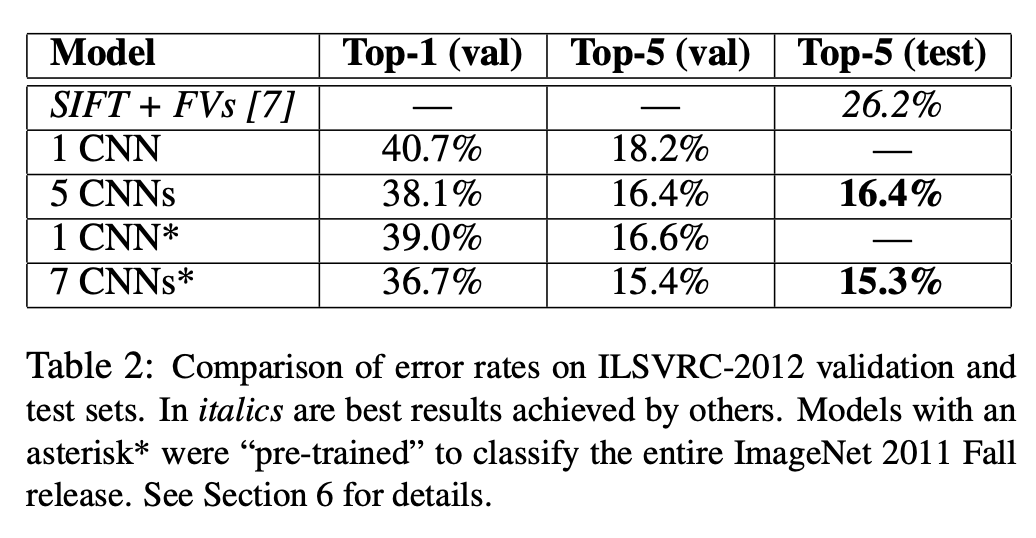 Model Top-1 (val) Top-5 (val) Top-5 (test)
SIFT + FVs [7] — — 26.2%
1 CNN 40.7% 18.2% —
5 CNNs 38.1% 16.4% 16.4%
1 CNN* 39.0% 16.6% —
7 CNNs* 36.7% 15.4% 15.3%
Table 2: Comparison of error rates on ILSVRC-2012 validation and
test sets. In italics are best results achieved by others. Models with an
asterisk* were “pre-trained” to classify the entire ImageNet 2011 Fall
release. See Section 6 for details.